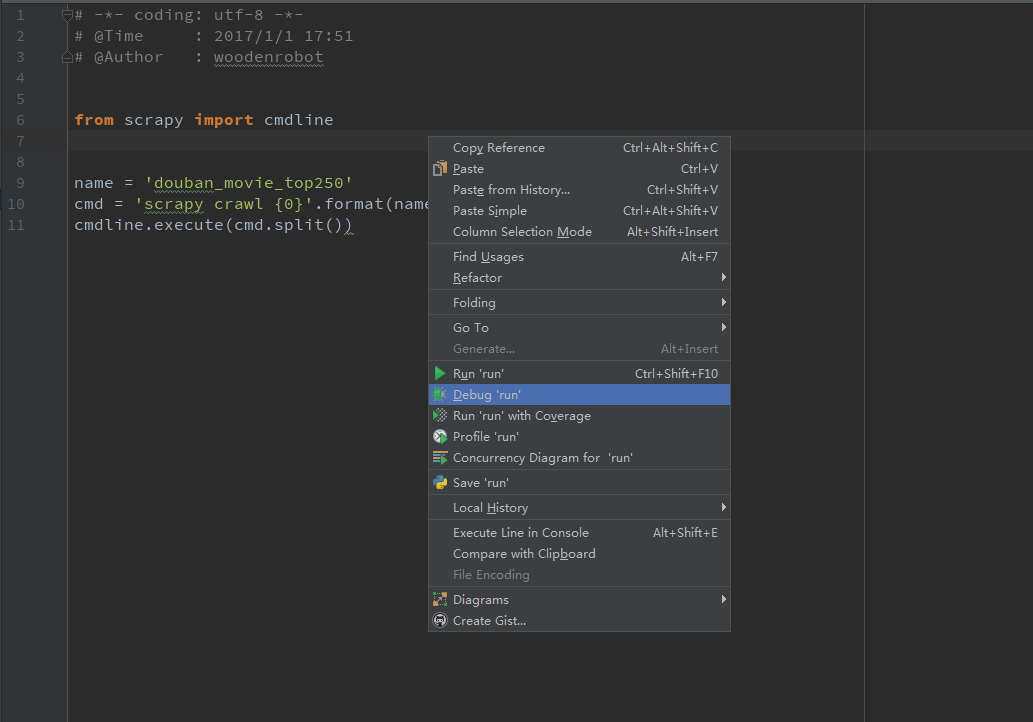 1 # -*- coding: utf-8 -*-
2 # @Time     : 2017/1/1 17:51
3 # @Author   : woodenrobot
4
5
6 from scrapy import cmdline
7
8
9 name = 'douban_movie_top250'
10 cmd = 'scrapy crawl {0}'.format(name
11 cmdline.execute(cmd.split())
Copy Reference Ctrl+Alt+Shift+C
Paste Ctrl+V
Paste from History... Ctrl+Shift+V
Paste Simple Ctrl+Alt+Shift+V
Column Selection Mode Alt+Shift+Insert
Find Usages Alt+F7
Refactor
Folding
Go To
Generate... Alt+Insert
Run 'run' Ctrl+Shift+F10
Debug 'run'
Run 'run' with Coverage
Profile 'run'
Concurrency Diagram for 'run'
Save 'run'
Local History
Execute Line in Console Alt+Shift+E
Compare with Clipboard
File Encoding
Diagrams
Create Gist...